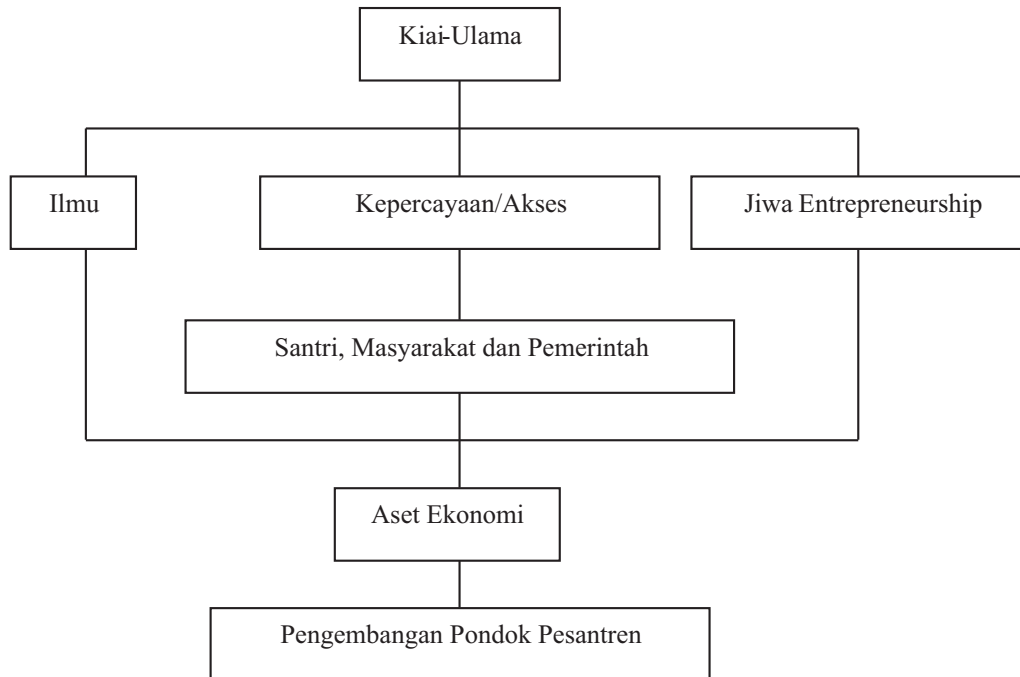 Kiai-Ulama
Ilmu
Kepercayaan/Akses
Jiwa Entrepreneurship
Santri, Masyarakat dan Pemerintah
Aset Ekonomi
Pengembangan Pondok Pesantren